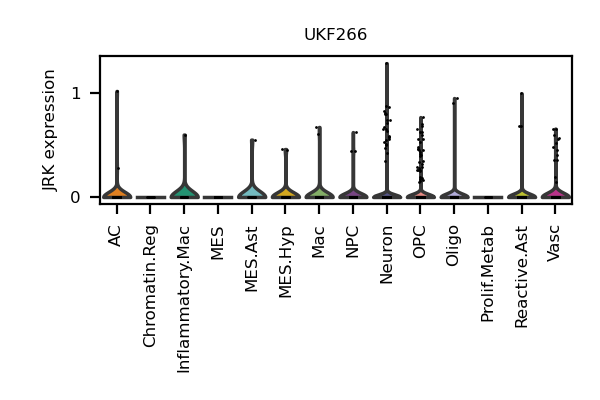 UKF266
JRK expression
1
0
AC
Chromatin.Reg
Inflammatory.Mac
MES
MES.Ast
MES.Hyp
Mac
NPC
Neuron
OPC
Oligo
Prolif.Metab
Reactive.Ast
Vasc